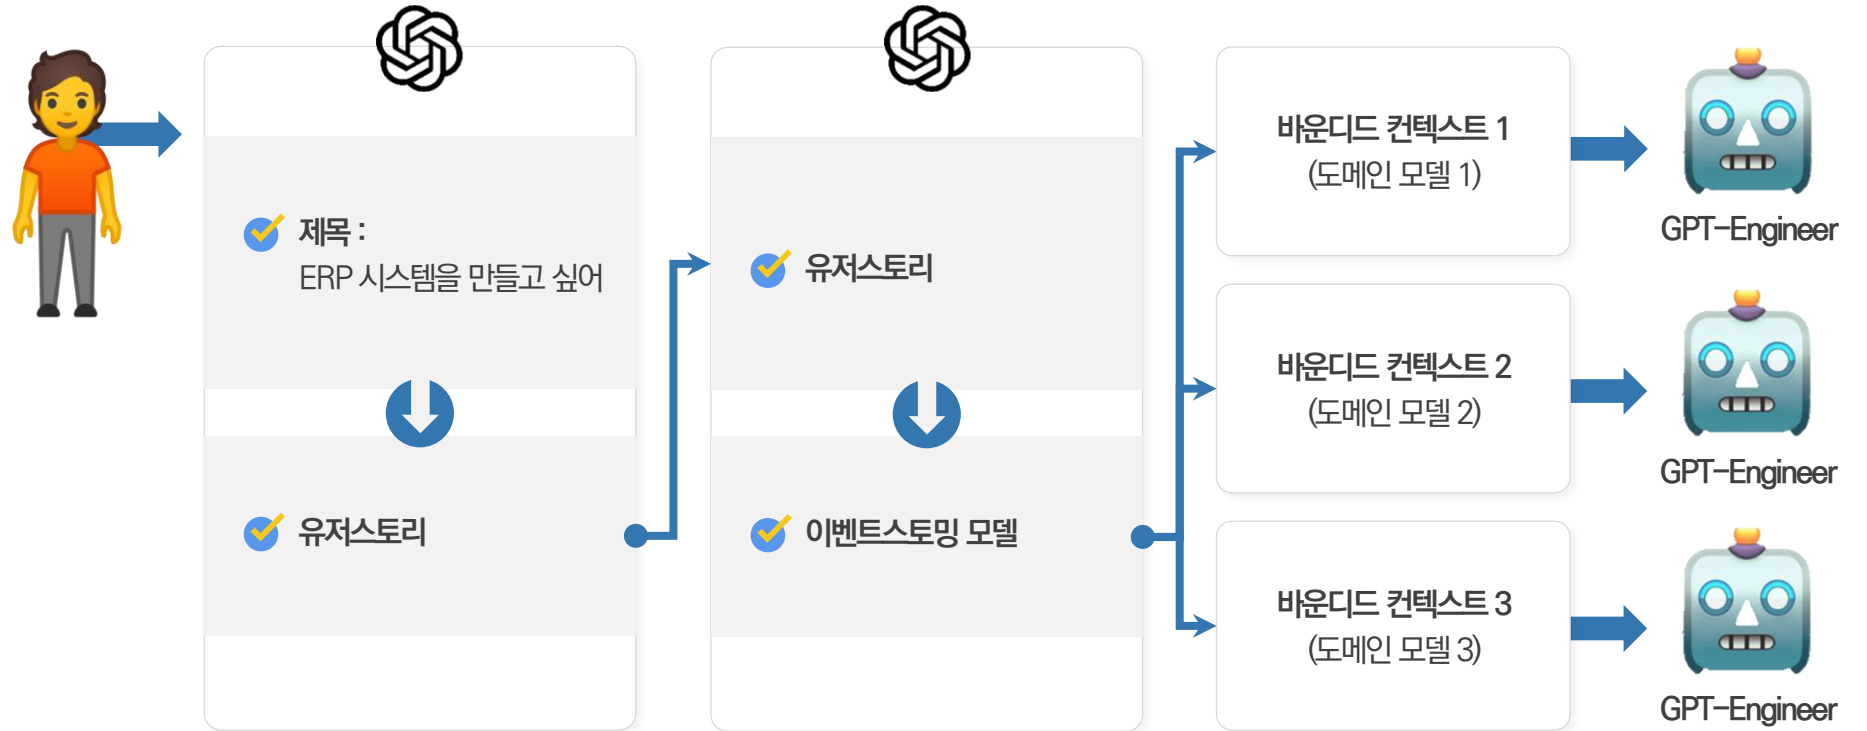 제목 :
ERP 시스템을 만들고 싶어
유저스토리
유저스토리
이벤트스토밍 모델
바운디드 컨텍스트 1
(도메인 모델 1)
GPT-Engineer
바운디드 컨텍스트 2
(도메인 모델 2)
GPT-Engineer
바운디드 컨텍스트 3
(도메인 모델 3)
GPT-Engineer